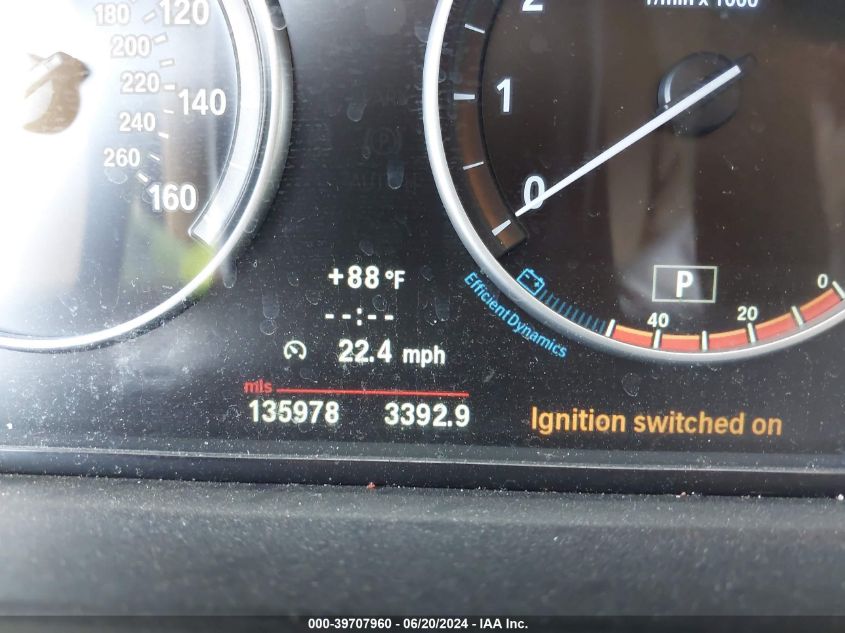 180 120
200
220 140
240
260
160
2
r/min x 1000
1
0
+88 °F
--:--
22.4 mph
mls
135978 3392.9
Efficient Dynamics
P
40 20 0
Ignition switched on
000-39707960 - 06/20/2024 - IAA Inc.